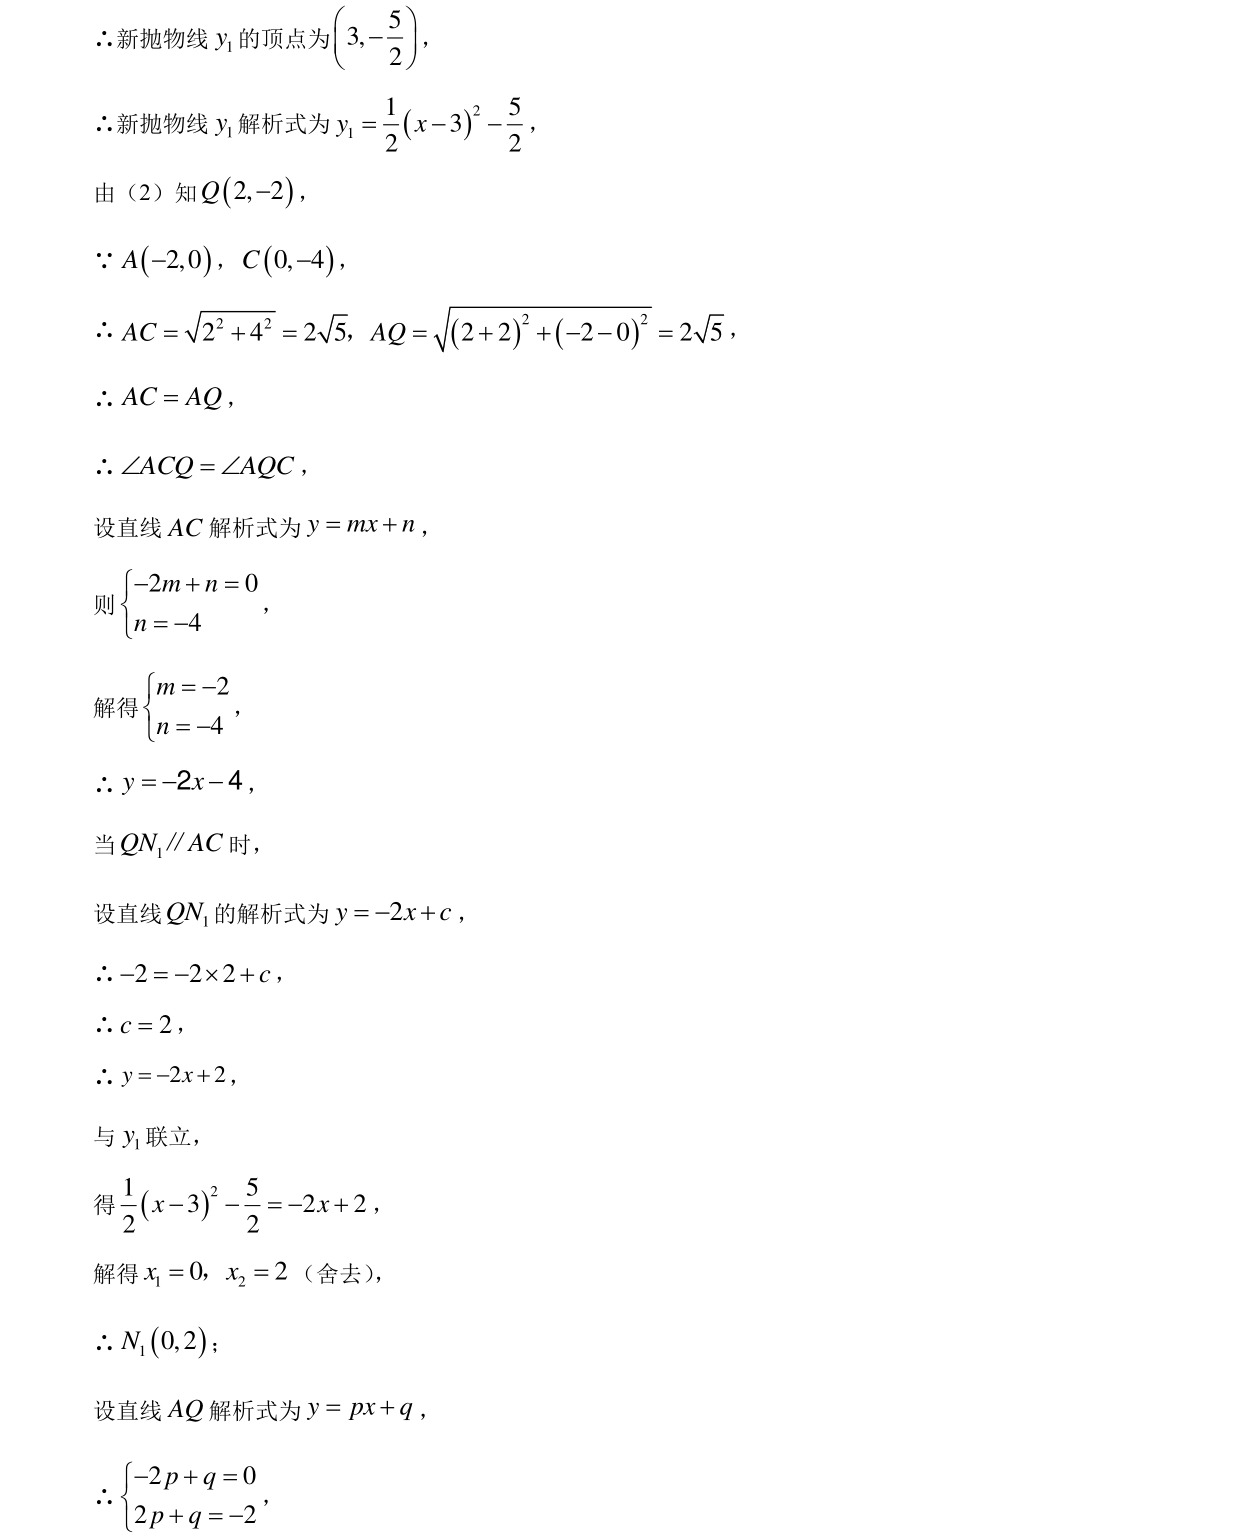 ∴新抛物线 y₁ 的顶点为(3,−5/2)，
∴新抛物线 y₁ 解析式为 y₁ = 1/2(x−3)² − 5/2，
由（2）知 Q(2,−2)，
∵ A(−2,0)，C(0,−4)，
∴ AC = √(2²+4²) = 2√5，AQ = √((2+2)²+(−2−0)²) = 2√5，
∴ AC = AQ，
∴ ∠ACQ = ∠AQC，
设直线 AC 解析式为 y = mx + n，
则{−2m + n = 0
n = −4，
解得{m = −2
n = −4，
∴ y = −2x − 4，
当 QN₁ // AC 时，
设直线 QN₁ 的解析式为 y = −2x + c，
∴ −2 = −2×2 + c，
∴ c = 2，
∴ y = −2x + 2，
与 y₁ 联立，
得 1/2(x−3)² − 5/2 = −2x + 2，
解得 x₁ = 0，x₂ = 2（舍去），
∴ N₁(0,2)；
设直线 AQ 解析式为 y = px + q，
∴{−2p + q = 0
2p + q = −2，